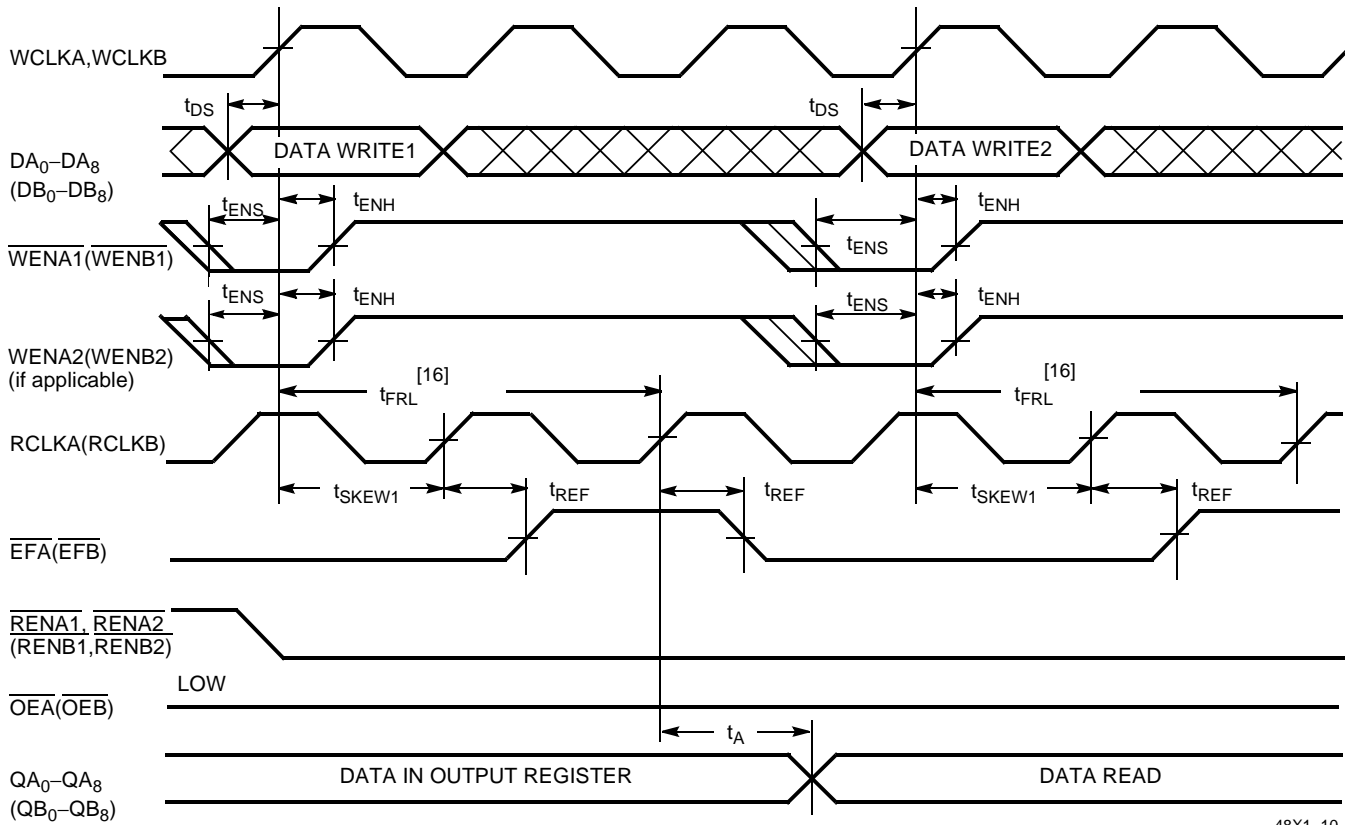 WCLKA,WCLKB
tDS tDS
DATA WRITE1 DATA WRITE2
DA0–DA8
(DB0–DB8)
tENS tENH tENS tENH
WENA1(WENB1)
tENS tENH tENS tENH
WENA2(WENB2)
(if applicable)
[16] [16]
tFRL tFRL
RCLKA(RCLKB)
tSKEW1 tREF tREF tSKEW1 tREF
EFA(EFB)
RENA1, RENA2
(RENB1,RENB2)
LOW
OEA(OEB)
tA
DATA IN OUTPUT REGISTER DATA READ
QA0–QA8
(QB0–QB8)
48X1–10